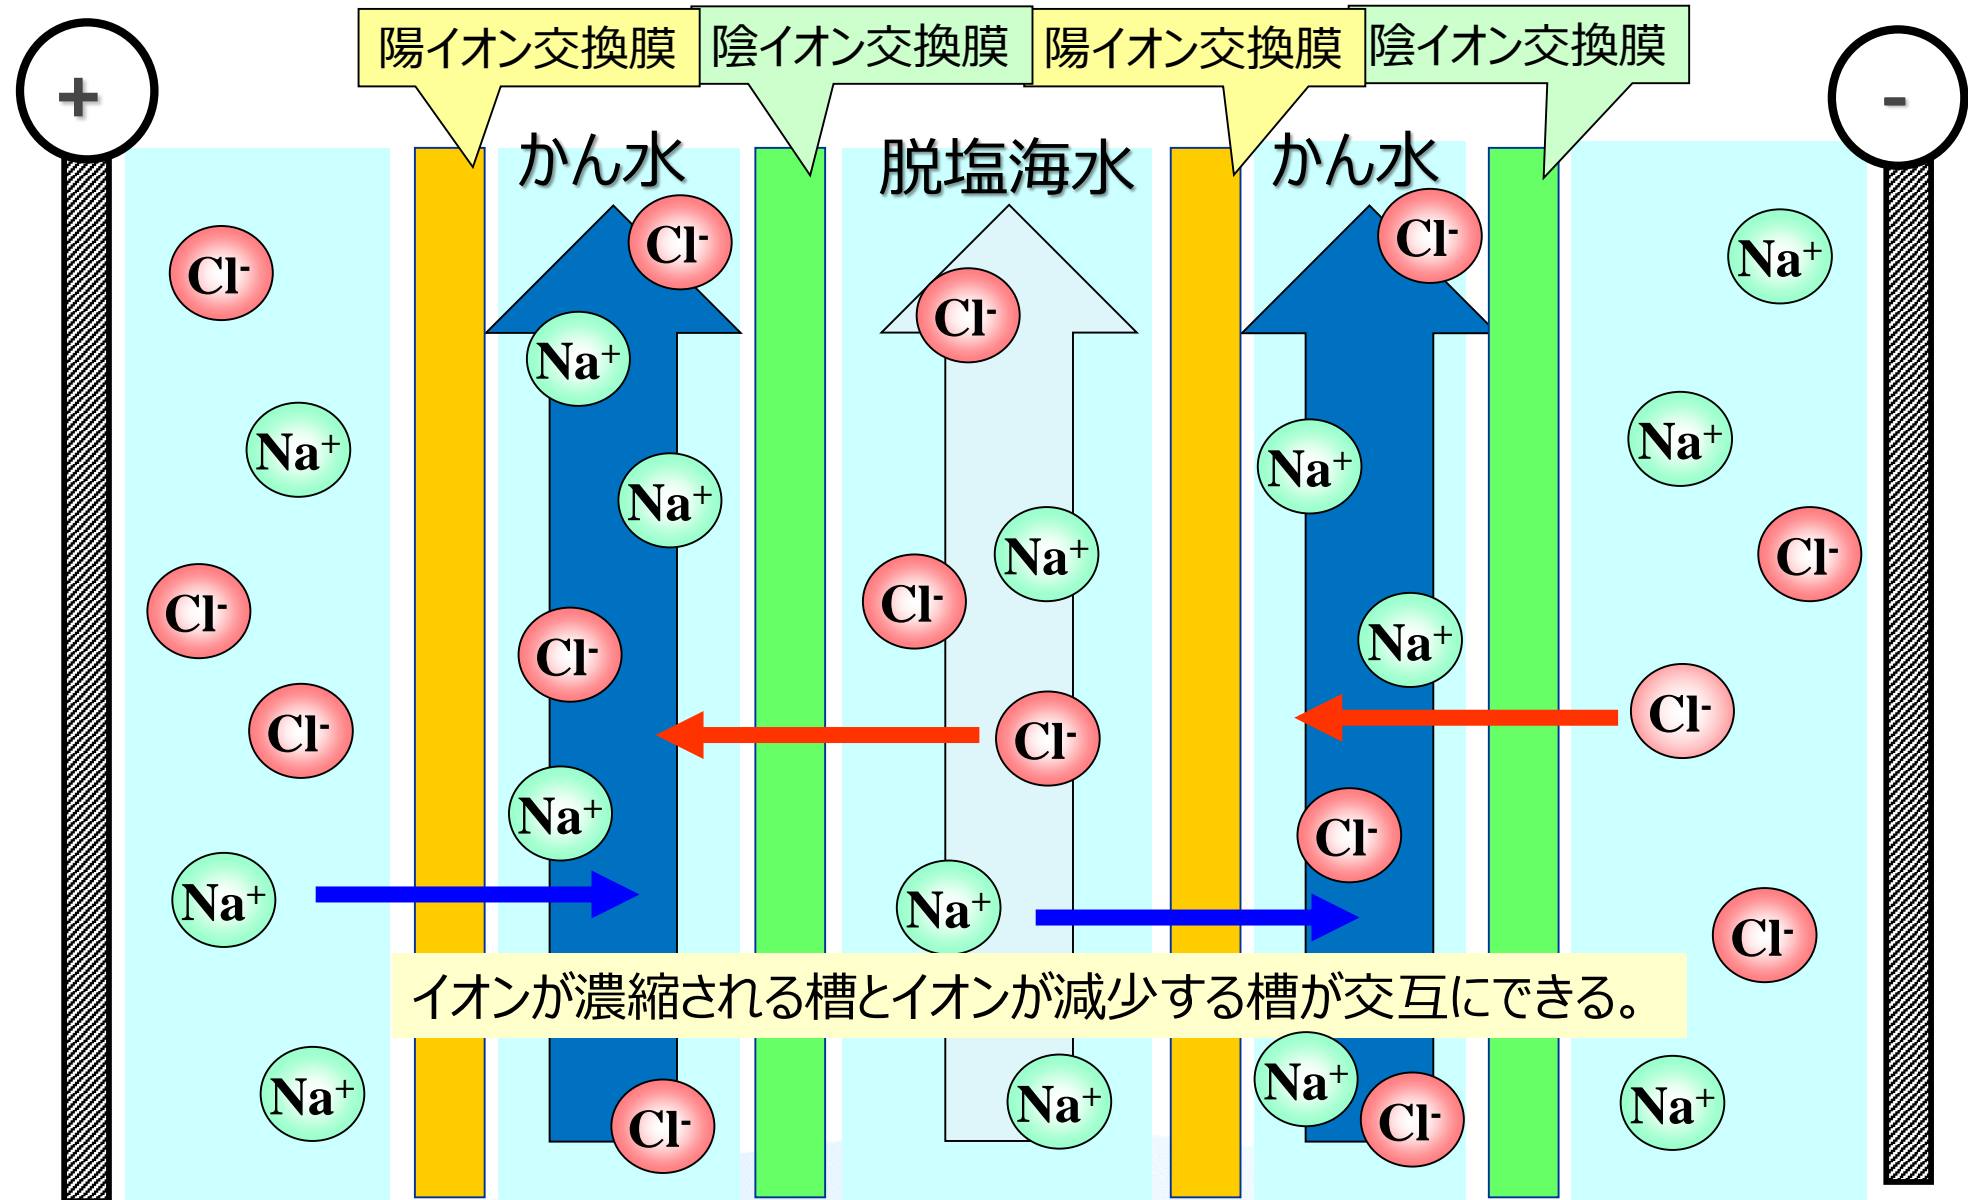 陽イオン交換膜
陰イオン交換膜
陽イオン交換膜
陰イオン交換膜
+
-
かん水
脱塩海水
かん水
Cl-
Cl-
Cl-
Cl-
Na+
Na+
Na+
Na+
Na+
Na+
Na+
Cl-
Na+
Cl-
Cl-
Cl-
Na+
Cl-
Cl-
Cl-
Cl-
Na+
Cl-
Na+
Na+
Cl-
イオンが濃縮される槽とイオンが減少する槽が交互にできる。
Na+
Cl-
Na+
Na+
Cl-
Na+